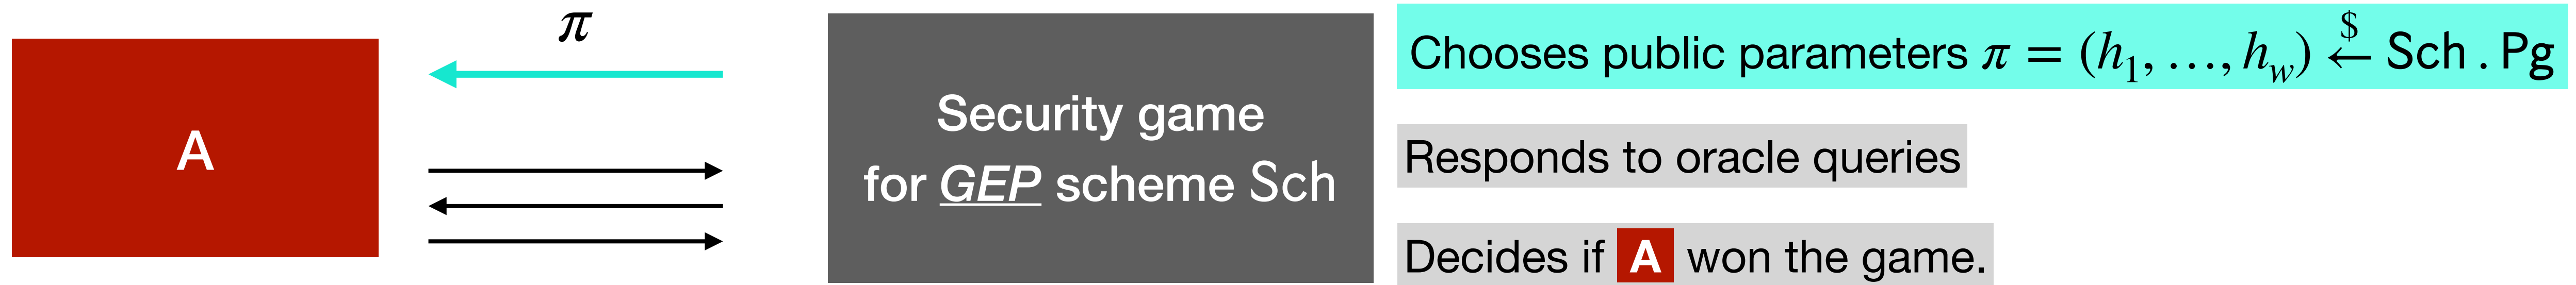 π
A
Security game
for GEP scheme Sch
Chooses public parameters π = (h₁, …, h_w) ←$ Sch . Pg
Responds to oracle queries
Decides if A won the game.